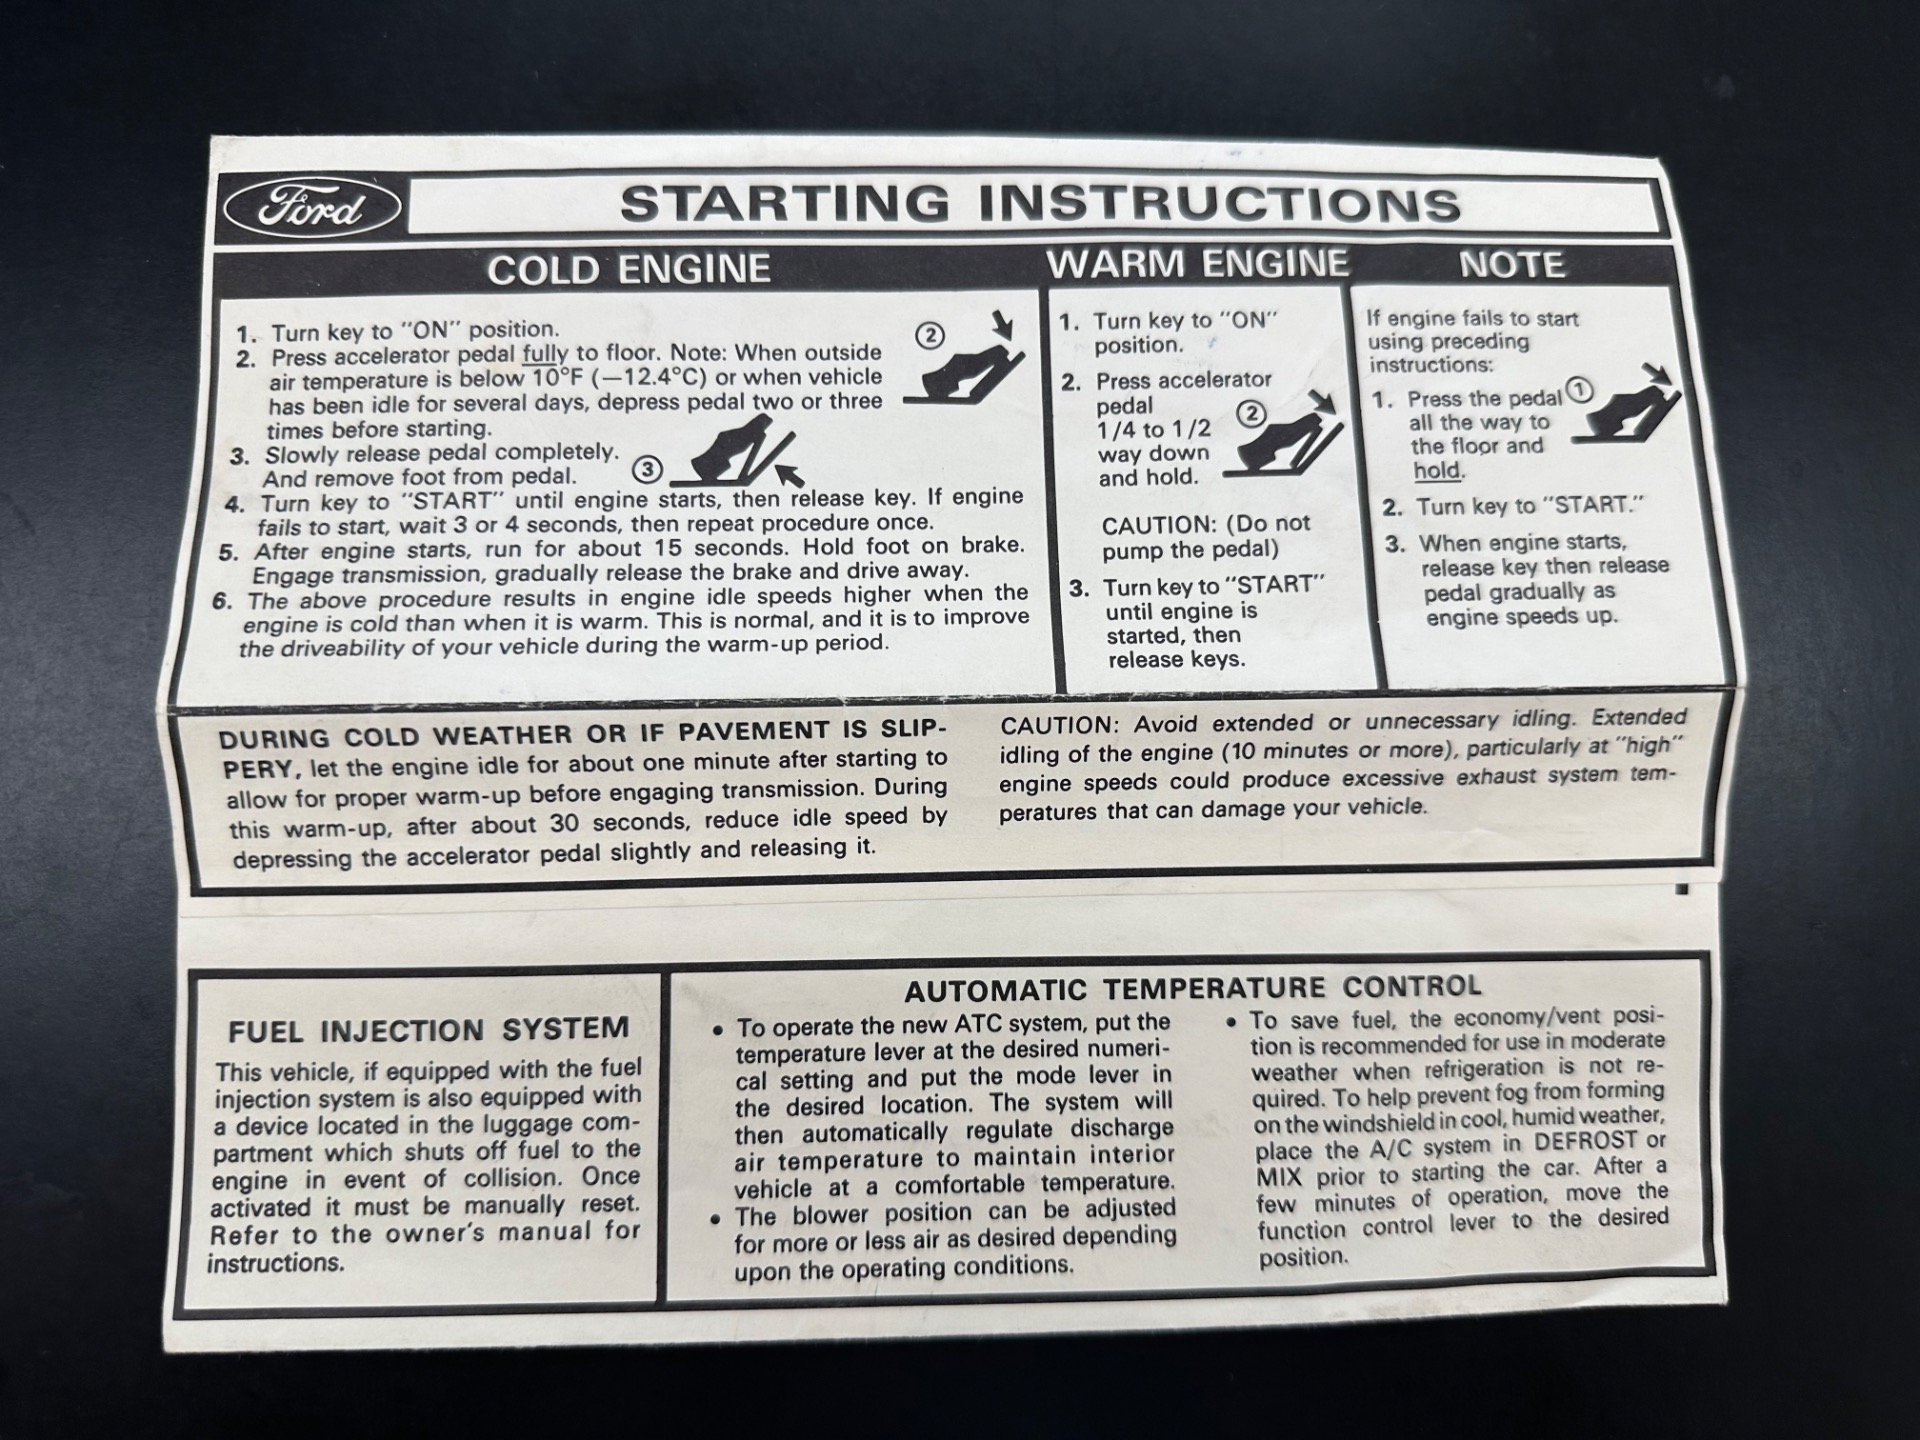 Ford
STARTING INSTRUCTIONS
COLD ENGINE
1. Turn key to "ON" position.
2. Press accelerator pedal fully to floor. Note: When outside
air temperature is below 10°F (−12.4°C) or when vehicle
has been idle for several days, depress pedal two or three
times before starting.
2
3. Slowly release pedal completely.
And remove foot from pedal.
3
4. Turn key to "START" until engine starts, then release key. If engine
fails to start, wait 3 or 4 seconds, then repeat procedure once.
5. After engine starts, run for about 15 seconds. Hold foot on brake.
Engage transmission, gradually release the brake and drive away.
6. The above procedure results in engine idle speeds higher when the
engine is cold than when it is warm. This is normal, and it is to improve
the driveability of your vehicle during the warm-up period.
WARM ENGINE
1. Turn key to "ON"
position.
2. Press accelerator
pedal
1/4 to 1/2
way down
and hold.
2
CAUTION: (Do not
pump the pedal)
3. Turn key to "START"
until engine is
started, then
release keys.
NOTE
If engine fails to start
using preceding
instructions:
1. Press the pedal
all the way to
the floor and
hold.
1
2. Turn key to "START."
3. When engine starts,
release key then release
pedal gradually as
engine speeds up.
DURING COLD WEATHER OR IF PAVEMENT IS SLIP-
PERY, let the engine idle for about one minute after starting to
allow for proper warm-up before engaging transmission. During
this warm-up, after about 30 seconds, reduce idle speed by
depressing the accelerator pedal slightly and releasing it.
CAUTION: Avoid extended or unnecessary idling. Extended
idling of the engine (10 minutes or more), particularly at "high"
engine speeds could produce excessive exhaust system tem-
peratures that can damage your vehicle.
FUEL INJECTION SYSTEM
This vehicle, if equipped with the fuel
injection system is also equipped with
a device located in the luggage com-
partment which shuts off fuel to the
engine in event of collision. Once
activated it must be manually reset.
Refer to the owner's manual for
instructions.
AUTOMATIC TEMPERATURE CONTROL
• To operate the new ATC system, put the
temperature lever at the desired numeri-
cal setting and put the mode lever in
the desired location. The system will
then automatically regulate discharge
air temperature to maintain interior
vehicle at a comfortable temperature.
• The blower position can be adjusted
for more or less air as desired depending
upon the operating conditions.
• To save fuel, the economy/vent posi-
tion is recommended for use in moderate
weather when refrigeration is not re-
quired. To help prevent fog from forming
on the windshield in cool, humid weather,
place the A/C system in DEFROST or
MIX prior to starting the car. After a
few minutes of operation, move the
function control lever to the desired
position.